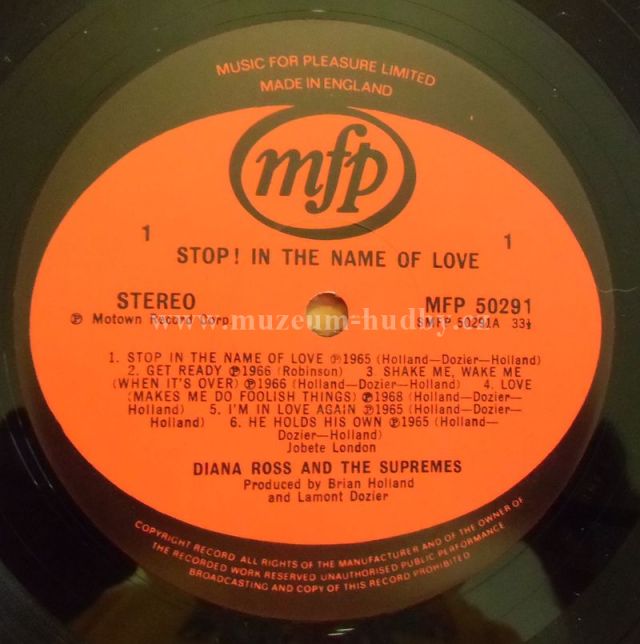 MUSIC FOR PLEASURE LIMITED
MADE IN ENGLAND
mfp
1 1
STOP! IN THE NAME OF LOVE
STEREO MFP 50291
℗ Motown Record Corp. SMFP 50291A 33⅓
www.muzeum-hudby.cz
1. STOP IN THE NAME OF LOVE ℗1965 (Holland—Dozier—Holland)
2. GET READY ℗1966 (Robinson) 3 SHAKE ME, WAKE ME
(WHEN IT'S OVER) ℗1966 (Holland-Dozier-Holland) 4. LOVE
(MAKES ME DO FOOLISH THINGS) ℗1968 (Holland—Dozier—
Holland) 5. I'M IN LOVE AGAIN ℗1965 (Holland—Dozier—
Holland) 6. HE HOLDS HIS OWN ℗1965 (Holland—
Dozier—Holland)
Jobete London
DIANA ROSS AND THE SUPREMES
Produced by Brian Holland
and Lamont Dozier
COPYRIGHT RECORD. ALL RIGHTS OF THE MANUFACTURER AND OF THE OWNER OF
THE RECORDED WORK RESERVED UNAUTHORISED PUBLIC PERFORMANCE
BROADCASTING AND COPY OF THIS RECORD PROHIBITED